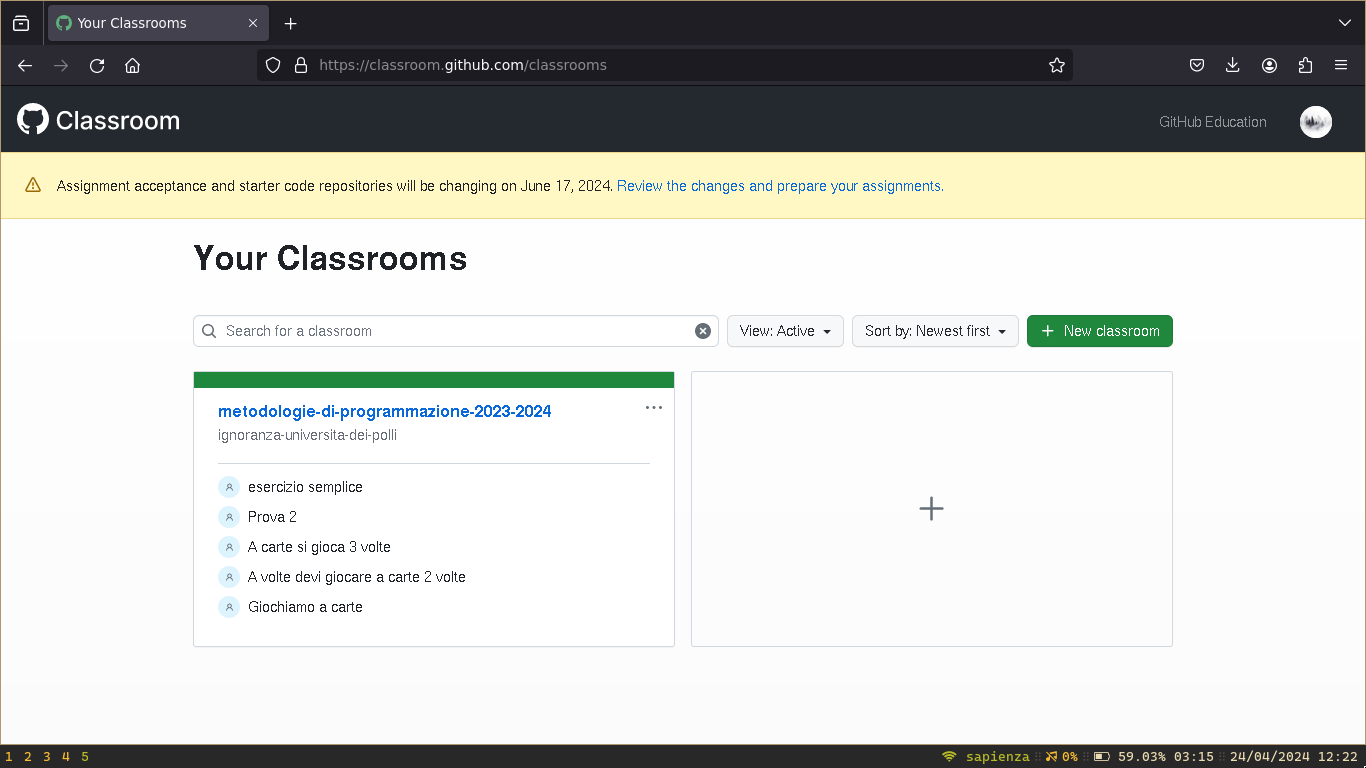 Your Classrooms
https://classroom.github.com/classrooms
Classroom
GitHub Education
Assignment acceptance and starter code repositories will be changing on June 17, 2024. Review the changes and prepare your assignments.
Your Classrooms
Search for a classroom
View: Active
Sort by: Newest first
New classroom
metodologie-di-programmazione-2023-2024
ignoranza-universita-dei-polli
esercizio semplice
Prova 2
A carte si gioca 3 volte
A volte devi giocare a carte 2 volte
Giochiamo a carte
1 2 3 4 5
sapienza 0% 59.03% 03:15 24/04/2024 12:22